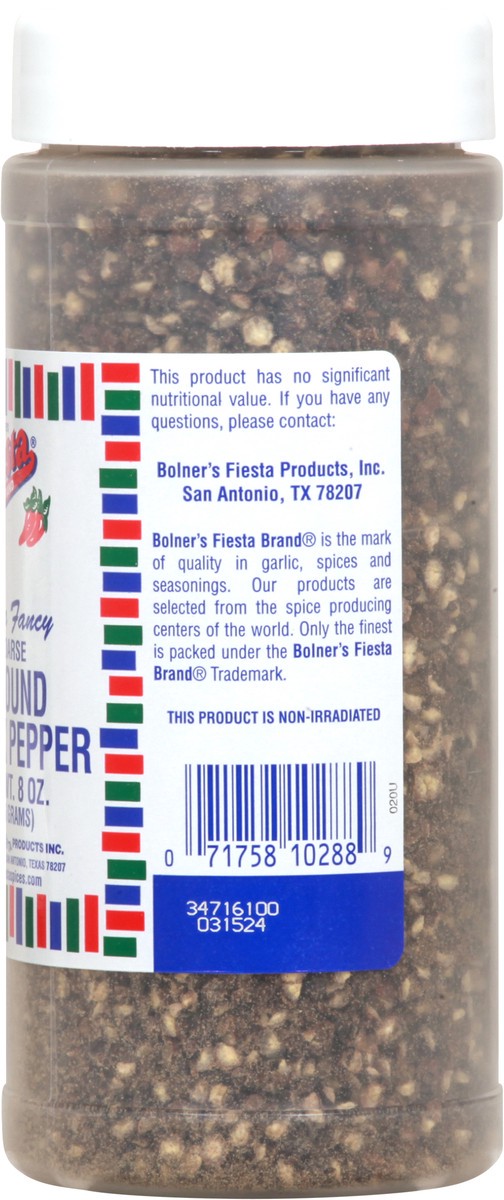 This product has no significant
nutritional value. If you have any
questions, please contact:
Bolner's Fiesta Products, Inc.
San Antonio, TX 78207
Bolner's Fiesta Brand® is the mark
of quality in garlic, spices and
seasonings. Our products are
selected from the spice producing
centers of the world. Only the finest
is packed under the Bolner's Fiesta
Brand® Trademark.
THIS PRODUCT IS NON-IRRADIATED
020U
0 71758 10288 9
34716100
031524
®
Fancy
ARSE
OUND
PEPPER
T. 8 OZ.
GRAMS)
PRODUCTS INC.
ANTONIO, TEXAS 78207
spices.com